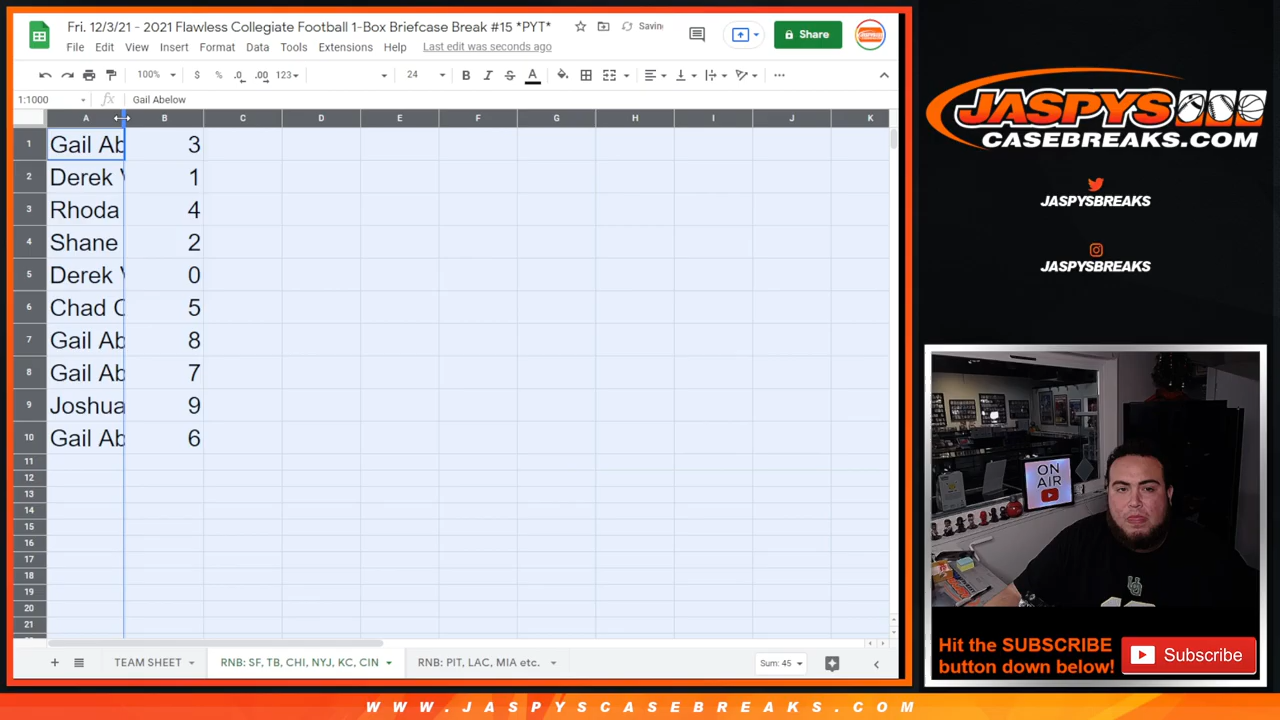 Fri. 12/3/21 - 2021 Flawless Collegiate Football 1-Box Briefcase Break #15 *PYT*
Saving
File Edit View Insert Format Data Tools Extensions Help Last edit was seconds ago
Share
100% $ % .0 .00 123 24 B I S A
1:1000 fx Gail Abelow
A B C D E F G H I J K
1 Gail Ab 3
2 Derek 1
3 Rhoda 4
4 Shane 2
5 Derek 0
6 Chad 5
7 Gail Ab 8
8 Gail Ab 7
9 Joshua 9
10 Gail Ab 6
11
12
13
14
15
16
17
18
19
20
21
TEAM SHEET RNB: SF, TB, CHI, NYJ, KC, CIN RNB: PIT, LAC, MIA etc. Sum: 45
JASPYS
CASEBREAKS.COM
JASPYSBREAKS
JASPYSBREAKS
ON
AIR
Hit the SUBSCRIBE
button down below!
Subscribe
WWW.JASPYSCASEBREAKS.COM